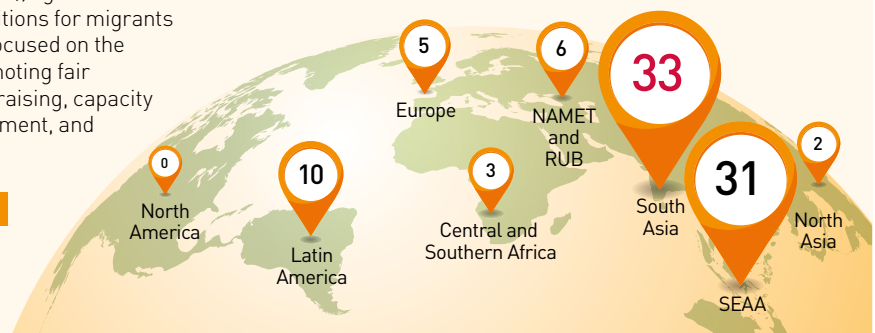 tions for migrants
ocused on the
noting fair
raising, capacity
ment, and
5
Europe
6
NAMET
and
RUB
33
South
Asia
31
SEAA
2
North
Asia
0
North
America
10
Latin
America
3
Central and
Southern Africa